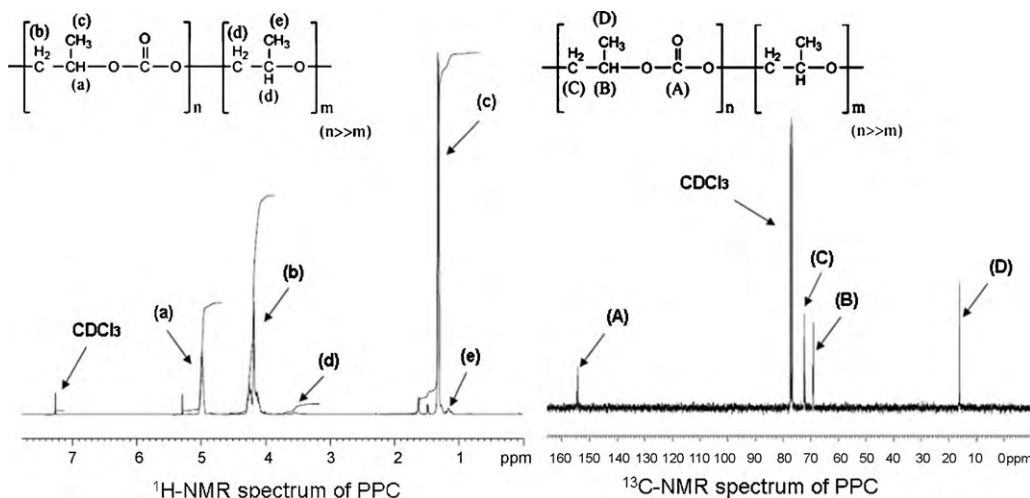 (b) (c) (d) (e)
H₂ CH₃ O H₂ CH₃
C CH O C O C C O
(a) H
(d)
n m
(n>>m)
(c)
(b)
(a)
CDCl₃
(d)
(e)
7 6 5 4 3 2 1 ppm
¹H-NMR spectrum of PPC
(D)
H₂ CH₃ O H₂ CH₃
C CH O C O C C O
(C) (B) (A) H
n m
(n>>m)
CDCl₃
(C)
(B)
(D)
(A)
160 150 140 130 120 110 100 90 80 70 60 50 40 30 20 10 0ppm
¹³C-NMR spectrum of PPC